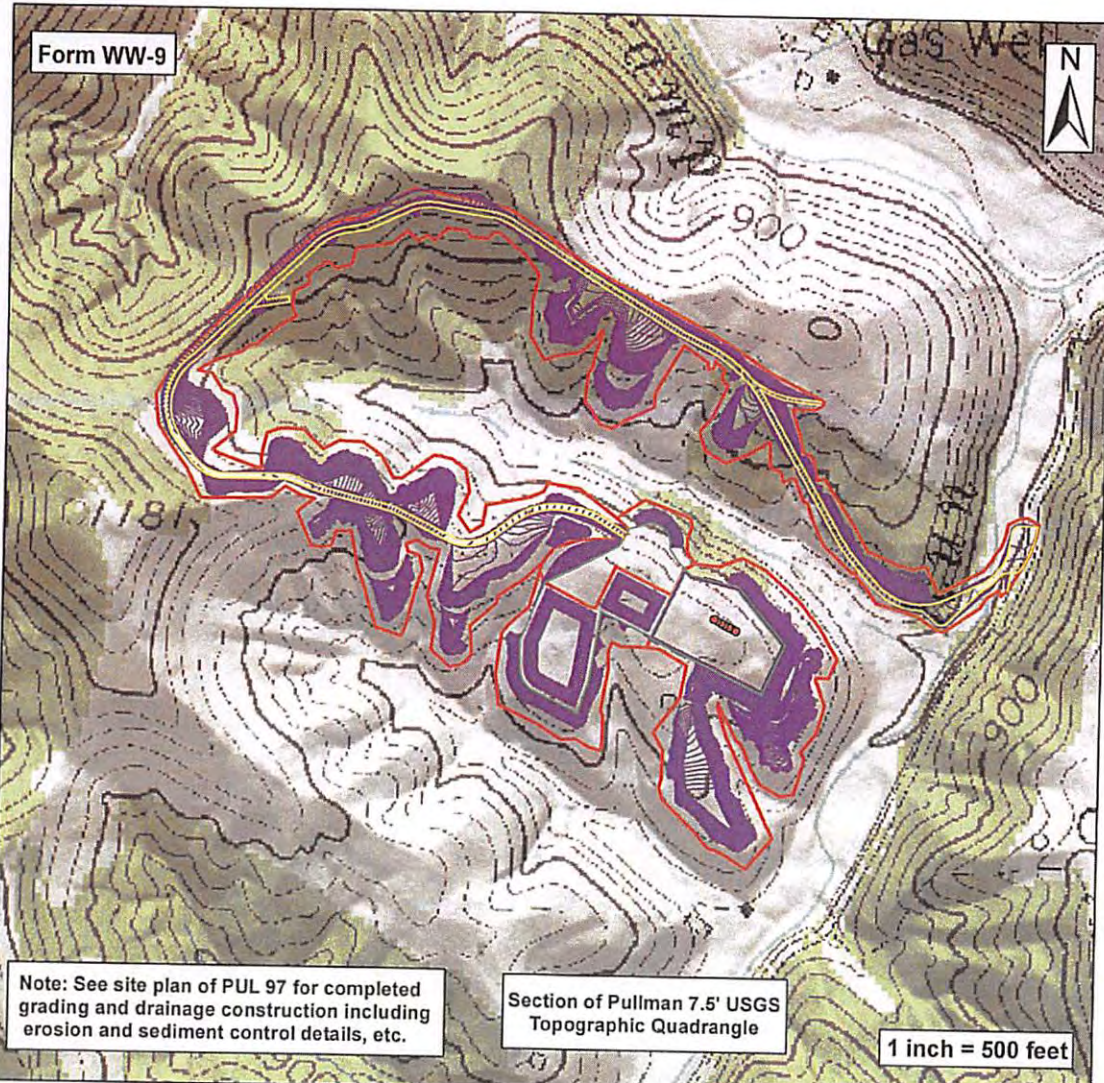 Form WW-9
Gas Well
N
900
1181
900
Note: See site plan of PUL 97 for completed
grading and drainage construction including
erosion and sediment control details, etc.
Section of Pullman 7.5' USGS
Topographic Quadrangle
1 inch = 500 feet